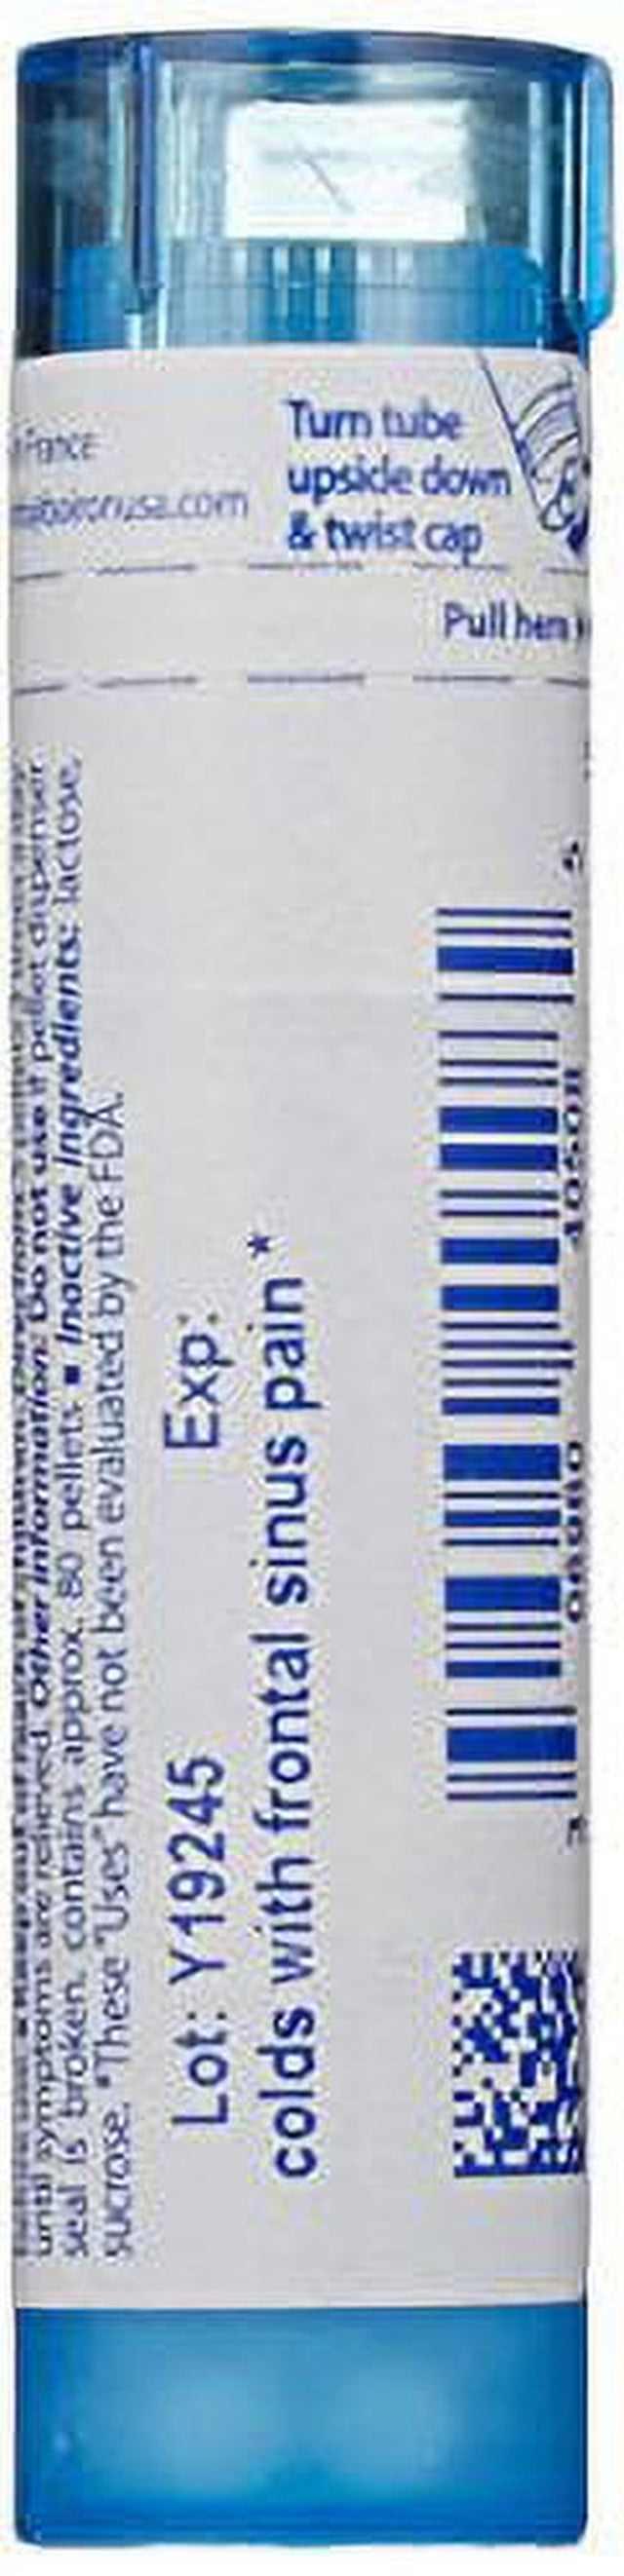 France
Turn tube
upside down
& twist cap
Pull here
until symptoms are relieved. Other information: Do not use if pellet dispenser
seal is broken. contains approx. 80 pellets ■ Inactive Ingredients: lactose,
sucrose. *These "Uses" have not been evaluated by the FDA.
Lot: Y19245 Exp:
colds with frontal sinus pain*